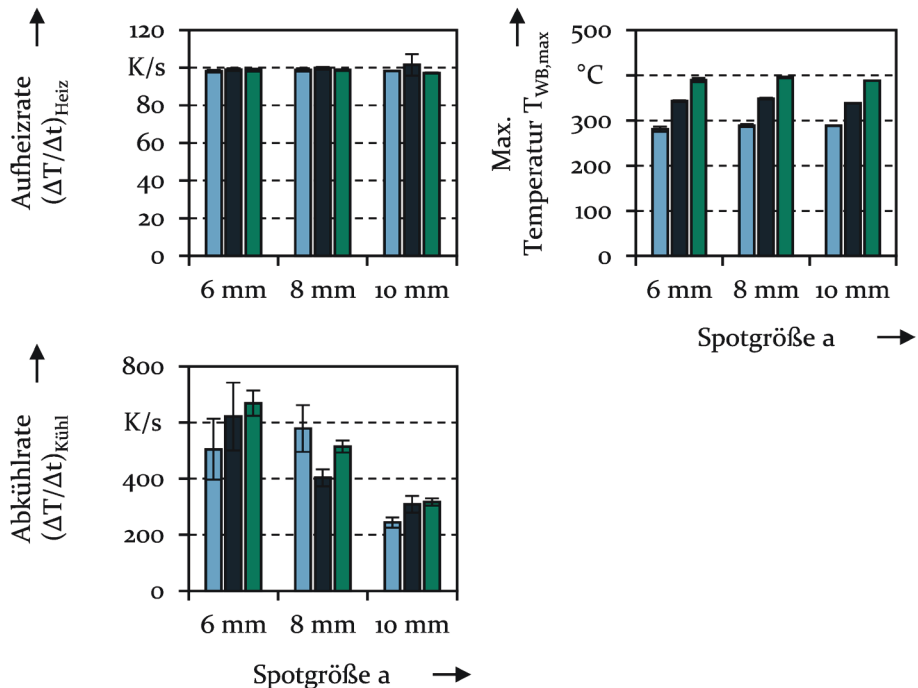 Aufheizrate
(ΔT/Δt)Heiz
K/s
100
80
60
40
20
0
6 mm 8 mm 10 mm
Max.
Temperatur TWB,max
500
°C
300
200
100
0
6 mm 8 mm 10 mm
Spotgröße a
Abkühlrate
(ΔT/Δt)Kühl
800
K/s
400
200
0
6 mm 8 mm 10 mm
Spotgröße a